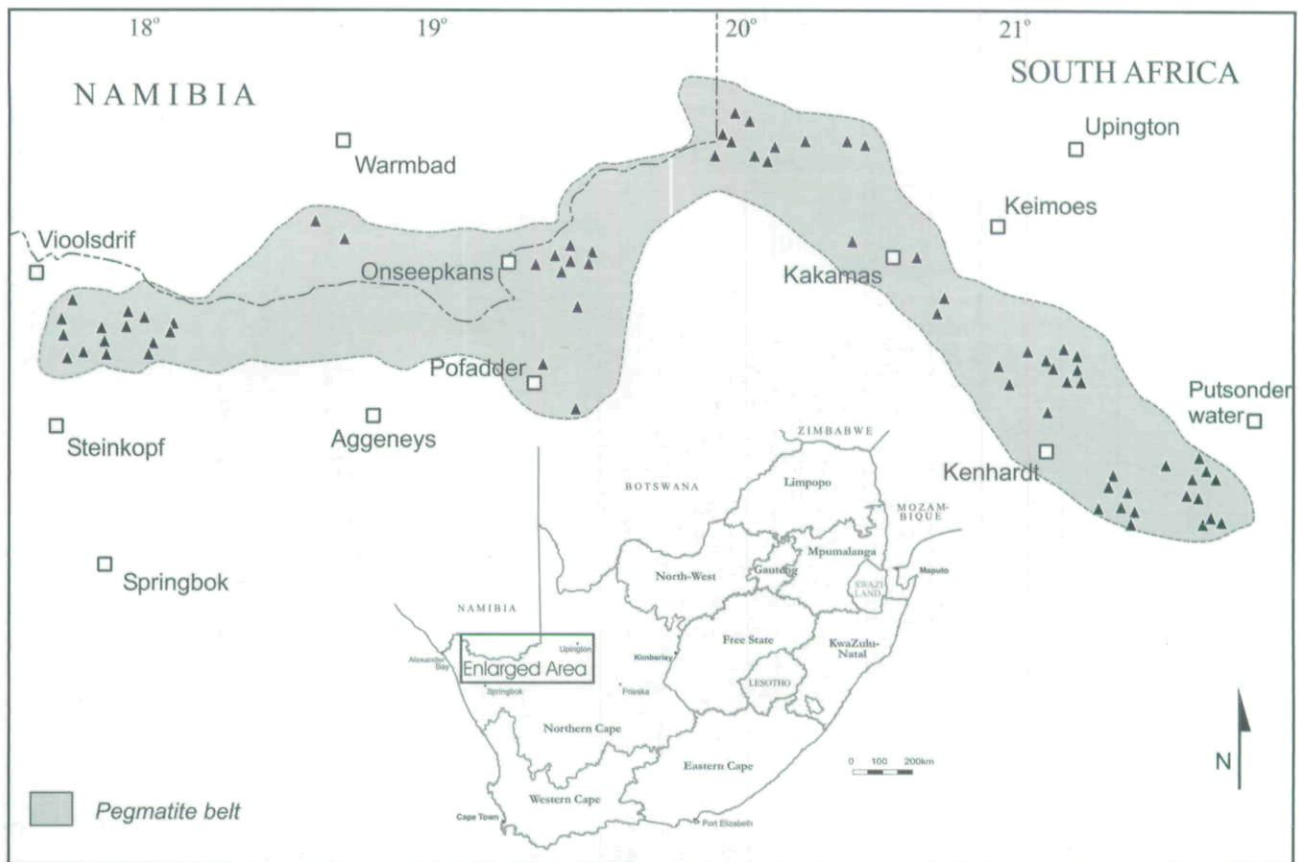 18°
19°
20°
21°
NAMIBIA
SOUTH AFRICA
Upington
Warmbad
Keimoes
Vioolsdrif
Onseepkans
Kakamas
Pofadder
Putsonder
water
Steinkopf
Aggeneys
Kenhardt
Springbok
ZIMBABWE
BOTSWANA
Limpopo
MOZAM-
BIQUE
Mpumalanga
Gauteng
North-West
Maputo
SWAZI
LAND
NAMIBIA
Free State
KwaZulu-
Natal
Upington
Kimberley
Alexander
Bay
Enlarged Area
LESOTHO
Springbok
Prieska
Northern Cape
Eastern Cape
0 100 200km
N
Western Cape
Cape Town
Port Elizabeth
Pegmatite belt